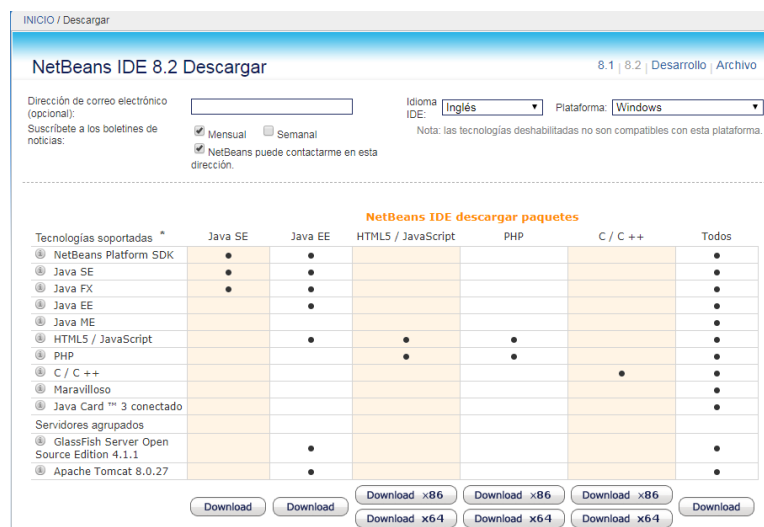 INICIO / Descargar
NetBeans IDE 8.2 Descargar
8.1 | 8.2 | Desarrollo | Archivo
Dirección de correo electrónico
(opcional):
Idioma
IDE:
Inglés
Plataforma:
Windows
Suscríbete a los boletines de
noticias:
Mensual
Semanal
NetBeans puede contactarme en esta
dirección.
Nota: las tecnologías deshabilitadas no son compatibles con esta plataforma.
NetBeans IDE descargar paquetes
Tecnologías soportadas * Java SE Java EE HTML5 / JavaScript PHP C / C ++ Todos
NetBeans Platform SDK • • •
Java SE • • •
Java FX • • •
Java EE • •
Java ME •
HTML5 / JavaScript • • • •
PHP • • •
C / C ++ • •
Maravilloso •
Java Card ™ 3 conectado •
Servidores agrupados
GlassFish Server Open
Source Edition 4.1.1 • •
Apache Tomcat 8.0.27 • •
Download Download Download x86 Download x86 Download x86 Download
Download x64 Download x64 Download x64